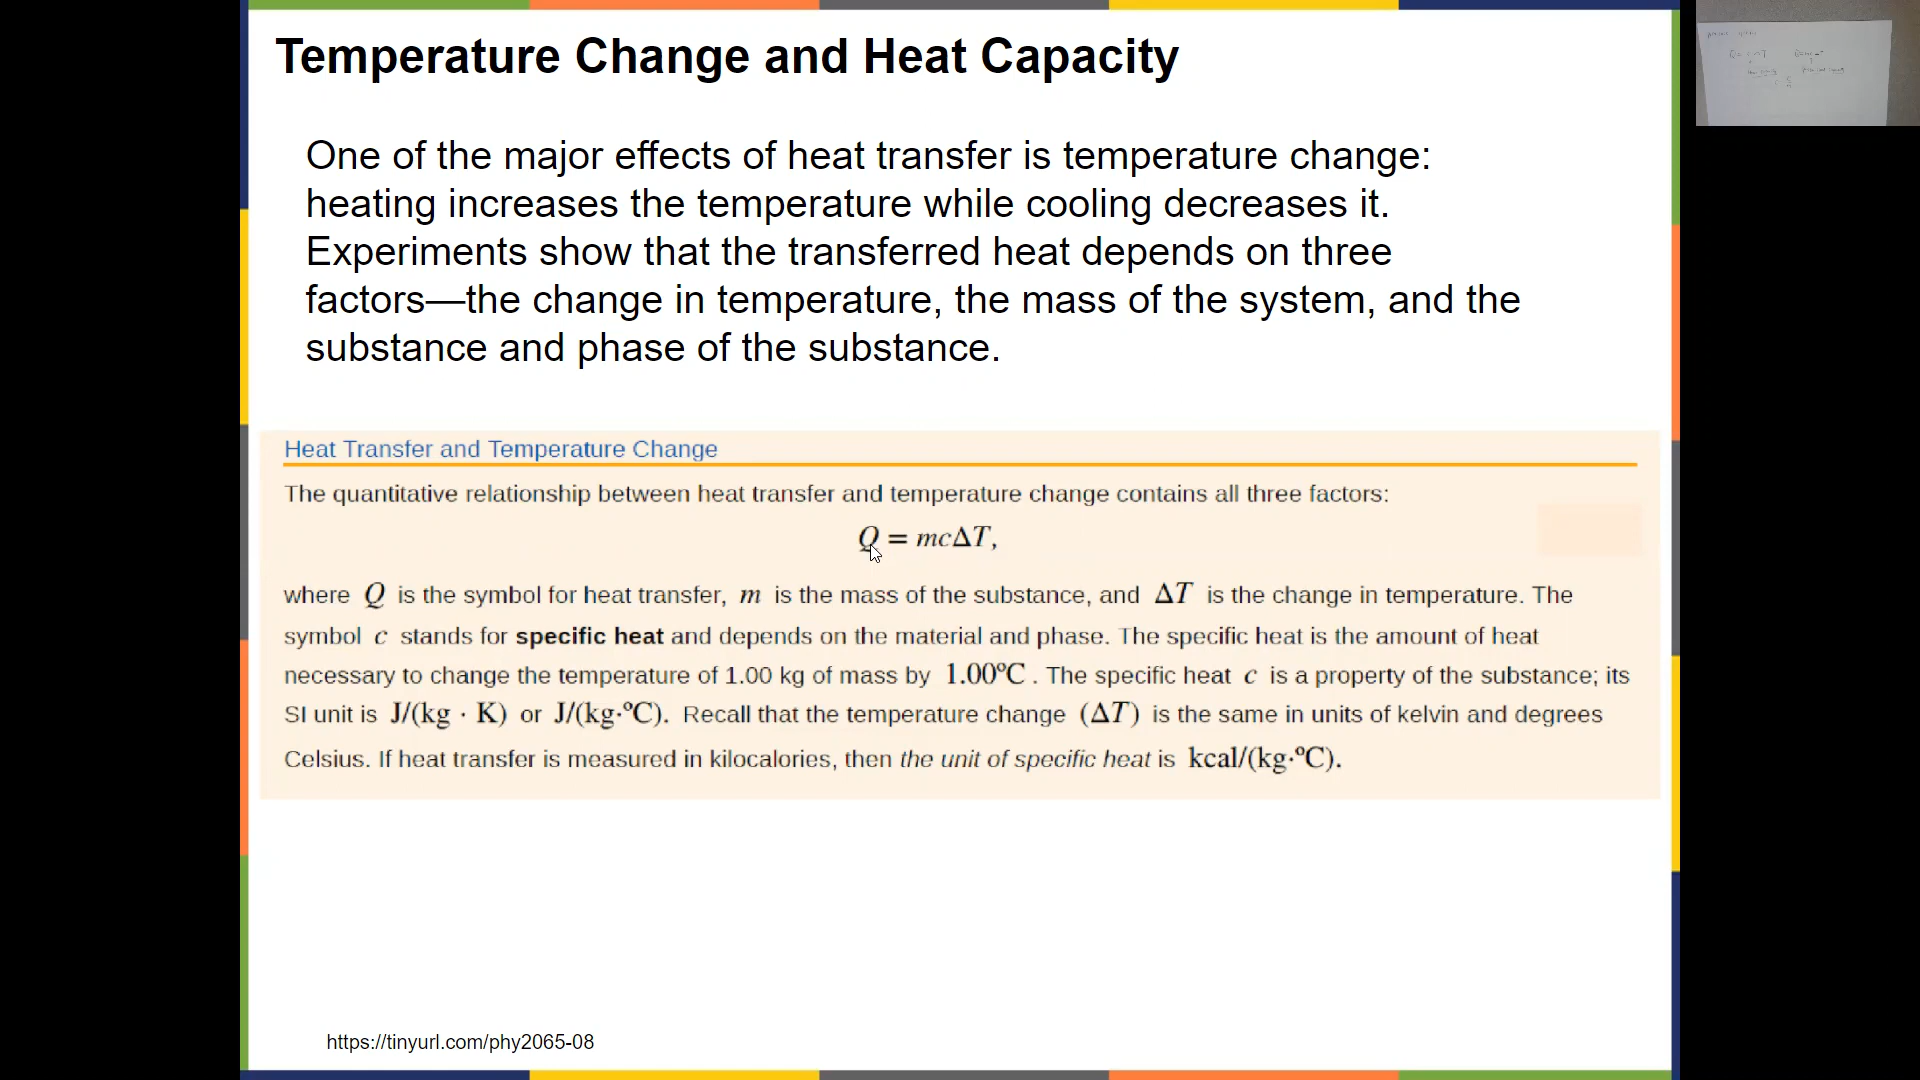 Temperature Change and Heat Capacity
One of the major effects of heat transfer is temperature change:
heating increases the temperature while cooling decreases it.
Experiments show that the transferred heat depends on three
factors—the change in temperature, the mass of the system, and the
substance and phase of the substance.
Heat Transfer and Temperature Change
The quantitative relationship between heat transfer and temperature change contains all three factors:
Q = mcΔT,
where Q is the symbol for heat transfer, m is the mass of the substance, and ΔT is the change in temperature. The
symbol c stands for specific heat and depends on the material and phase. The specific heat is the amount of heat
necessary to change the temperature of 1.00 kg of mass by 1.00ºC . The specific heat c is a property of the substance; its
SI unit is J/(kg · K) or J/(kg·ºC). Recall that the temperature change (ΔT) is the same in units of kelvin and degrees
Celsius. If heat transfer is measured in kilocalories, then the unit of specific heat is kcal/(kg·ºC).
https://tinyurl.com/phy2065-08